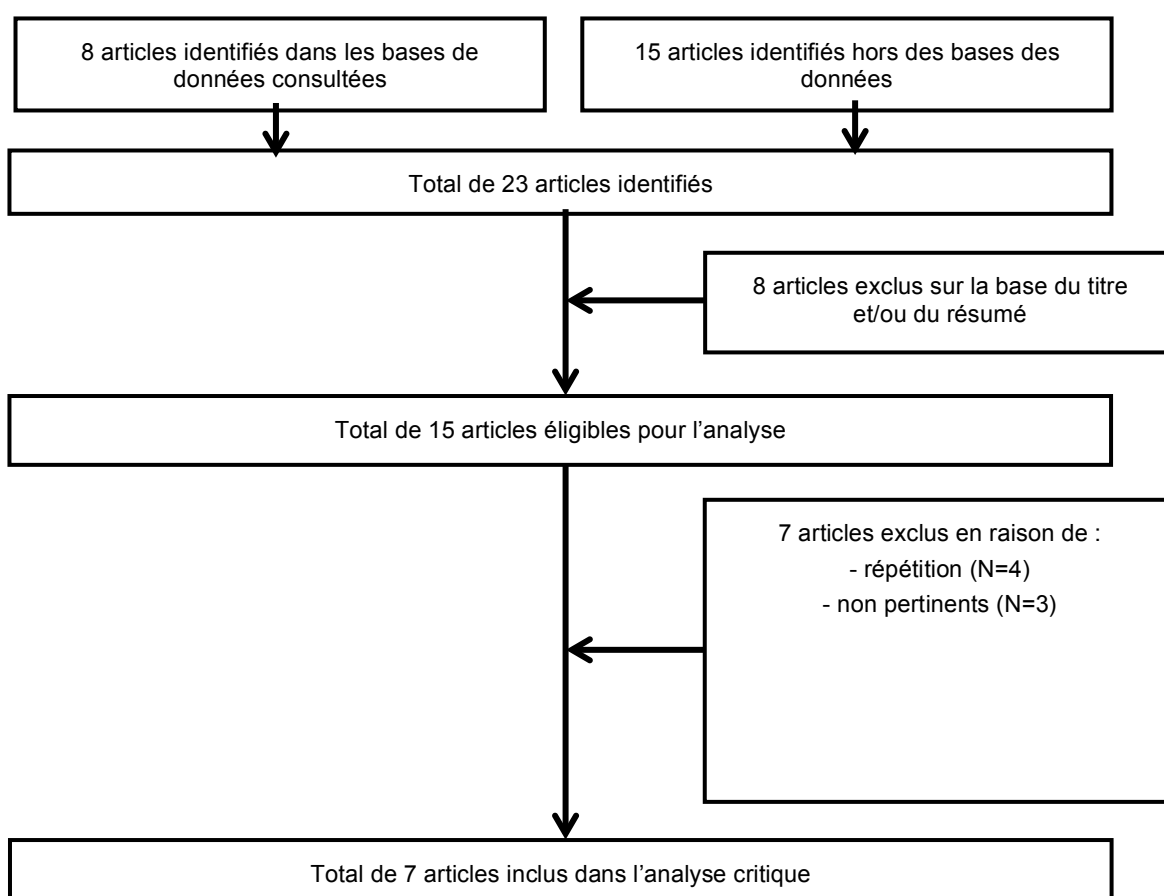 8 articles identifiés dans les bases de
données consultées
15 articles identifiés hors des bases des
données
Total de 23 articles identifiés
8 articles exclus sur la base du titre
et/ou du résumé
Total de 15 articles éligibles pour l’analyse
7 articles exclus en raison de :
- répétition (N=4)
- non pertinents (N=3)
Total de 7 articles inclus dans l’analyse critique